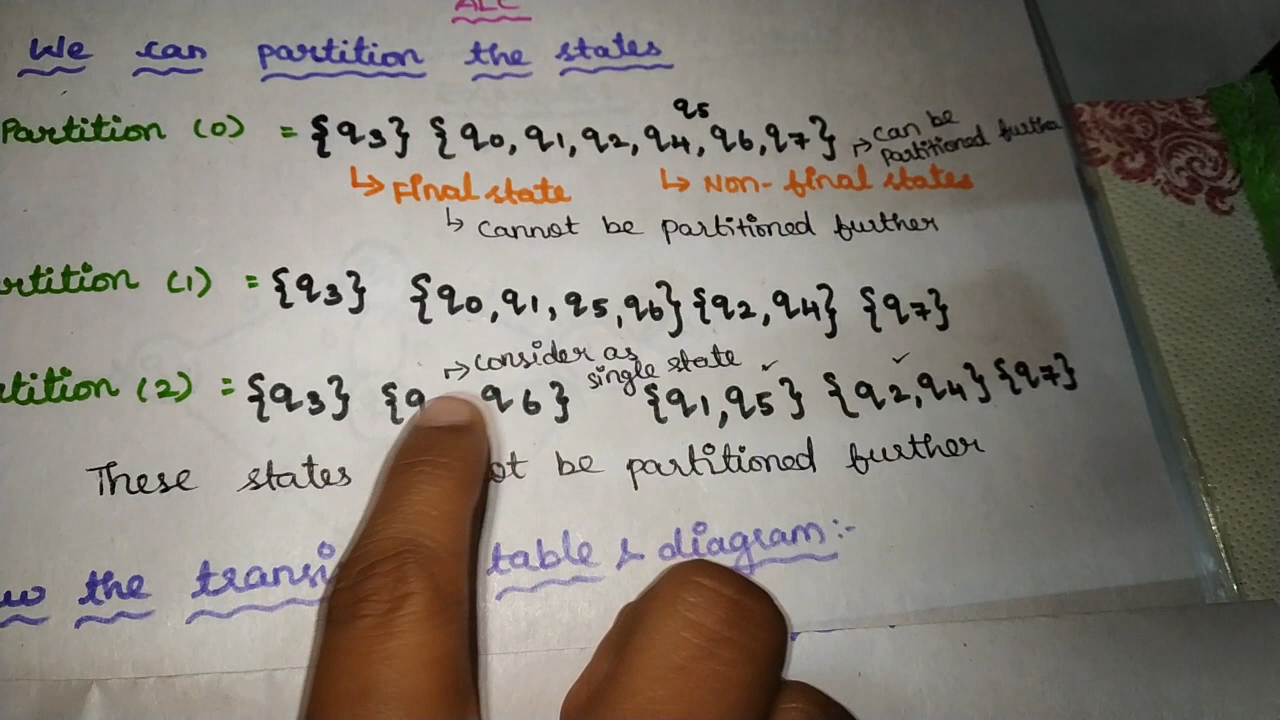 We can partition the states
q5
Partition (0) = {q3} {q0, q1, q2, q4, q6, q7} ↳ can be
partitioned
↳ Final state ↳ Non-final states
↳ cannot be partitioned further
rtition (1) = {q3} {q0, q1, q5, q6} {q2, q4} {q7}
↳ consider as
single state
tition (2) = {q3} {q q6} {q1, q5} ✓ {q2, q4} ✓ {q7}
These states ot be partitioned further
w the transi table & diagram:-